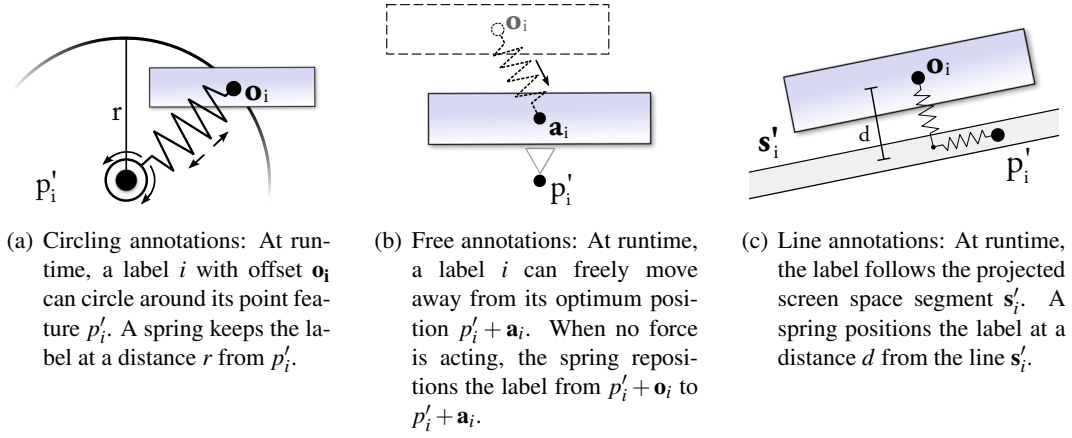 r
o_i
p'_i
o_i
a_i
p'_i
o_i
s'_i
d
p'_i
(a) Circling annotations: At run-
time, a label i with offset o_i
can circle around its point fea-
ture p'_i. A spring keeps the la-
bel at a distance r from p'_i.
(b) Free annotations: At runtime,
a label i can freely move
away from its optimum posi-
tion p'_i + a_i. When no force
is acting, the spring reposi-
tions the label from p'_i + o_i to
p'_i + a_i.
(c) Line annotations: At runtime,
the label follows the projected
screen space segment s'_i. A
spring positions the label at a
distance d from the line s'_i.